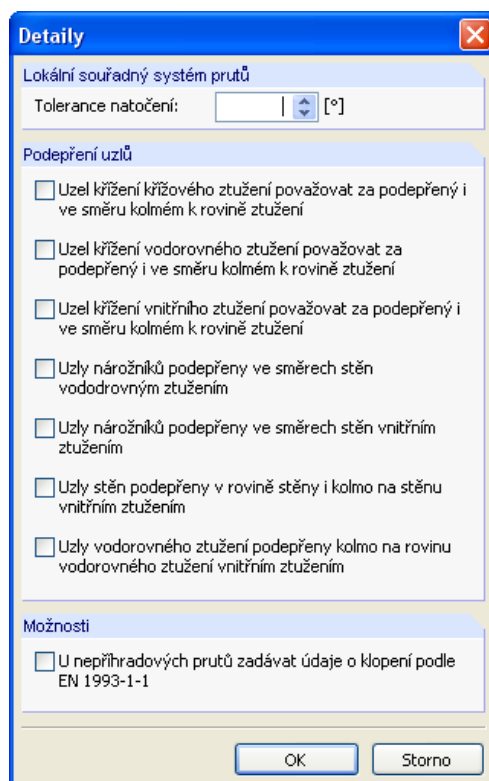 Detaily
Lokální souřadný systém prutů
Tolerance natočení:
[°]
Podepření uzlů
Uzel křížení křížového ztužení považovat za podepřený i
ve směru kolmém k rovině ztužení
Uzel křížení vodorovného ztužení považovat za
podepřený i ve směru kolmém k rovině ztužení
Uzel křížení vnitřního ztužení považovat za podepřený i
ve směru kolmém k rovině ztužení
Uzly nárožníků podepřeny ve směrech stěn
vododrovným ztužením
Uzly nárožníků podepřeny ve směrech stěn vnitřním
ztužením
Uzly stěn podepřeny v rovině stěny i kolmo na stěnu
vnitřním ztužením
Uzly vodorovného ztužení podepřeny kolmo na rovinu
vodorovného ztužení vnitřním ztužením
Možnosti
U nepříhradových prutů zadávat údaje o klopení podle
EN 1993-1-1
OK
Storno